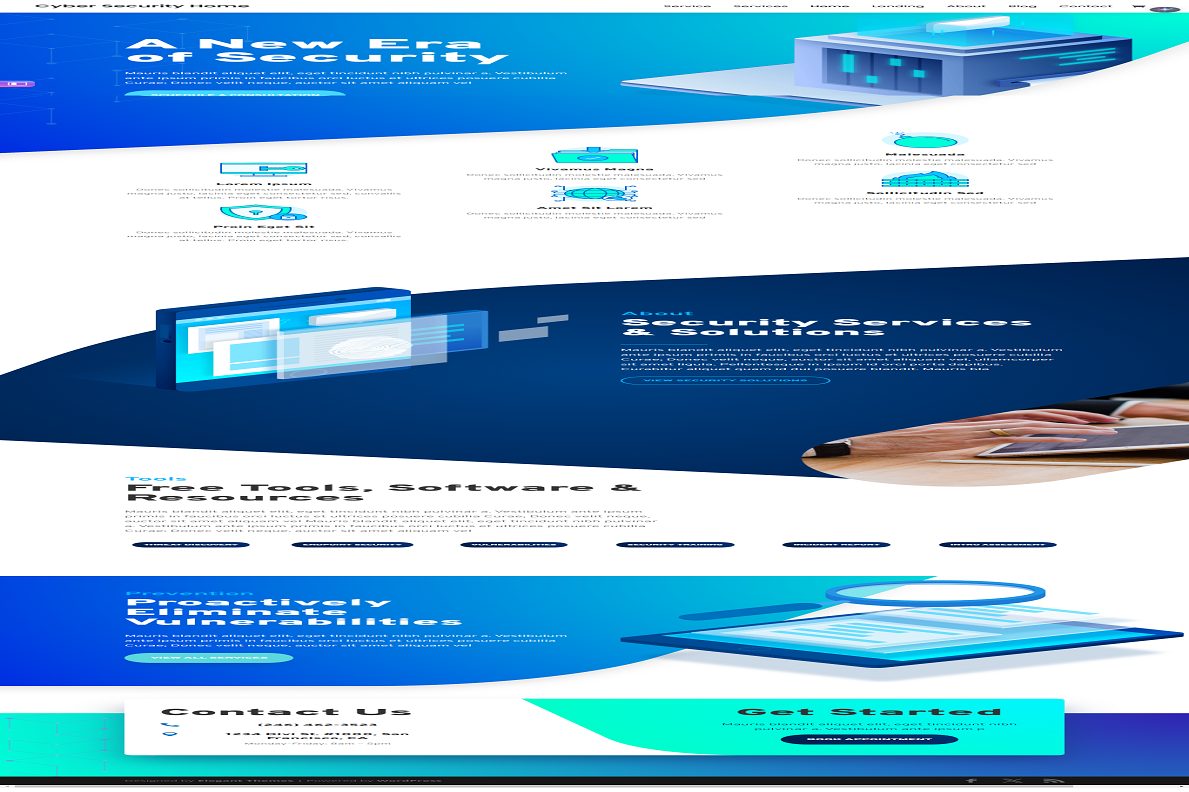 Cyber Security Home
Service Services Home Landing About Blog Contact
A New Era
of Security
Mauris blandit aliquet elit, eget tincidunt nibh pulvinar a. Vestibulum
ante ipsum primis in faucibus orci luctus et ultrices posuere cubilia
Curae; Donec velit neque, auctor sit amet aliquam vel
SCHEDULE A CONSULTATION
Lorem Ipsum
Donec sollicitudin molestie malesuada. Vivamus
magna justo, lacinia eget consectetur sed, convallis
at tellus. Proin eget tortor risus.
Proin Eget Sit
Donec sollicitudin molestie malesuada. Vivamus
magna justo, lacinia eget consectetur sed, convallis
at tellus. Proin eget tortor risus.
Vivamus Magna
Donec sollicitudin molestie malesuada. Vivamus
magna justo, lacinia eget consectetur sed
Amet Sit Lorem
Donec sollicitudin molestie malesuada. Vivamus
magna justo, lacinia eget consectetur sed
Malesuada
Donec sollicitudin molestie malesuada. Vivamus
magna justo, lacinia eget consectetur sed
Sollicitudin Sed
Donec sollicitudin molestie malesuada. Vivamus
magna justo, lacinia eget consectetur sed
About
Security Services
& Solutions
Mauris blandit aliquet elit, eget tincidunt nibh pulvinar a. Vestibulum
ante ipsum primis in faucibus orci luctus et ultrices posuere cubilia
Curae; Donec velit neque, auctor sit amet aliquam vel, ullamcorper
sit amet ligula. Pellentesque in ipsum id orci porta dapibus.
Curabitur aliquet quam id dui posuere blandit. Mauris bla
VIEW SECURITY SOLUTIONS
Tools
Free Tools, Software &
Resources
Mauris blandit aliquet elit, eget tincidunt nibh pulvinar a. Vestibulum ante ipsum
primis in faucibus orci luctus et ultrices posuere cubilia Curae; Donec velit neque,
auctor sit amet aliquam vel Mauris blandit aliquet elit, eget tincidunt nibh pulvinar
a. Vestibulum ante ipsum primis in faucibus orci luctus et ultrices posuere cubilia
Curae; Donec velit neque, auctor sit amet aliquam vel
THREAT DISCOVERY ENDPOINT SECURITY VULNERABILITIES SECURITY TRAINING INCIDENT REPORT INTRO ASSESSMENT
Prevention
Proactively
Eliminate
Vulnerabilities
Mauris blandit aliquet elit, eget tincidunt nibh pulvinar a. Vestibulum
ante ipsum primis in faucibus orci luctus et ultrices posuere cubilia
Curae; Donec velit neque, auctor sit amet aliquam vel
VIEW ALL SERVICES
Contact Us
(246) 462-3523
1234 Divi St. #1000, San
Francisco, CA
Monday-Friday: 8am - 5pm
Get Started
Mauris blandit aliquet elit, eget tincidunt nibh
pulvinar a. Vestibulum ante ipsum p
BOOK APPOINTMENT
Designed by Elegant Themes | Powered by WordPress